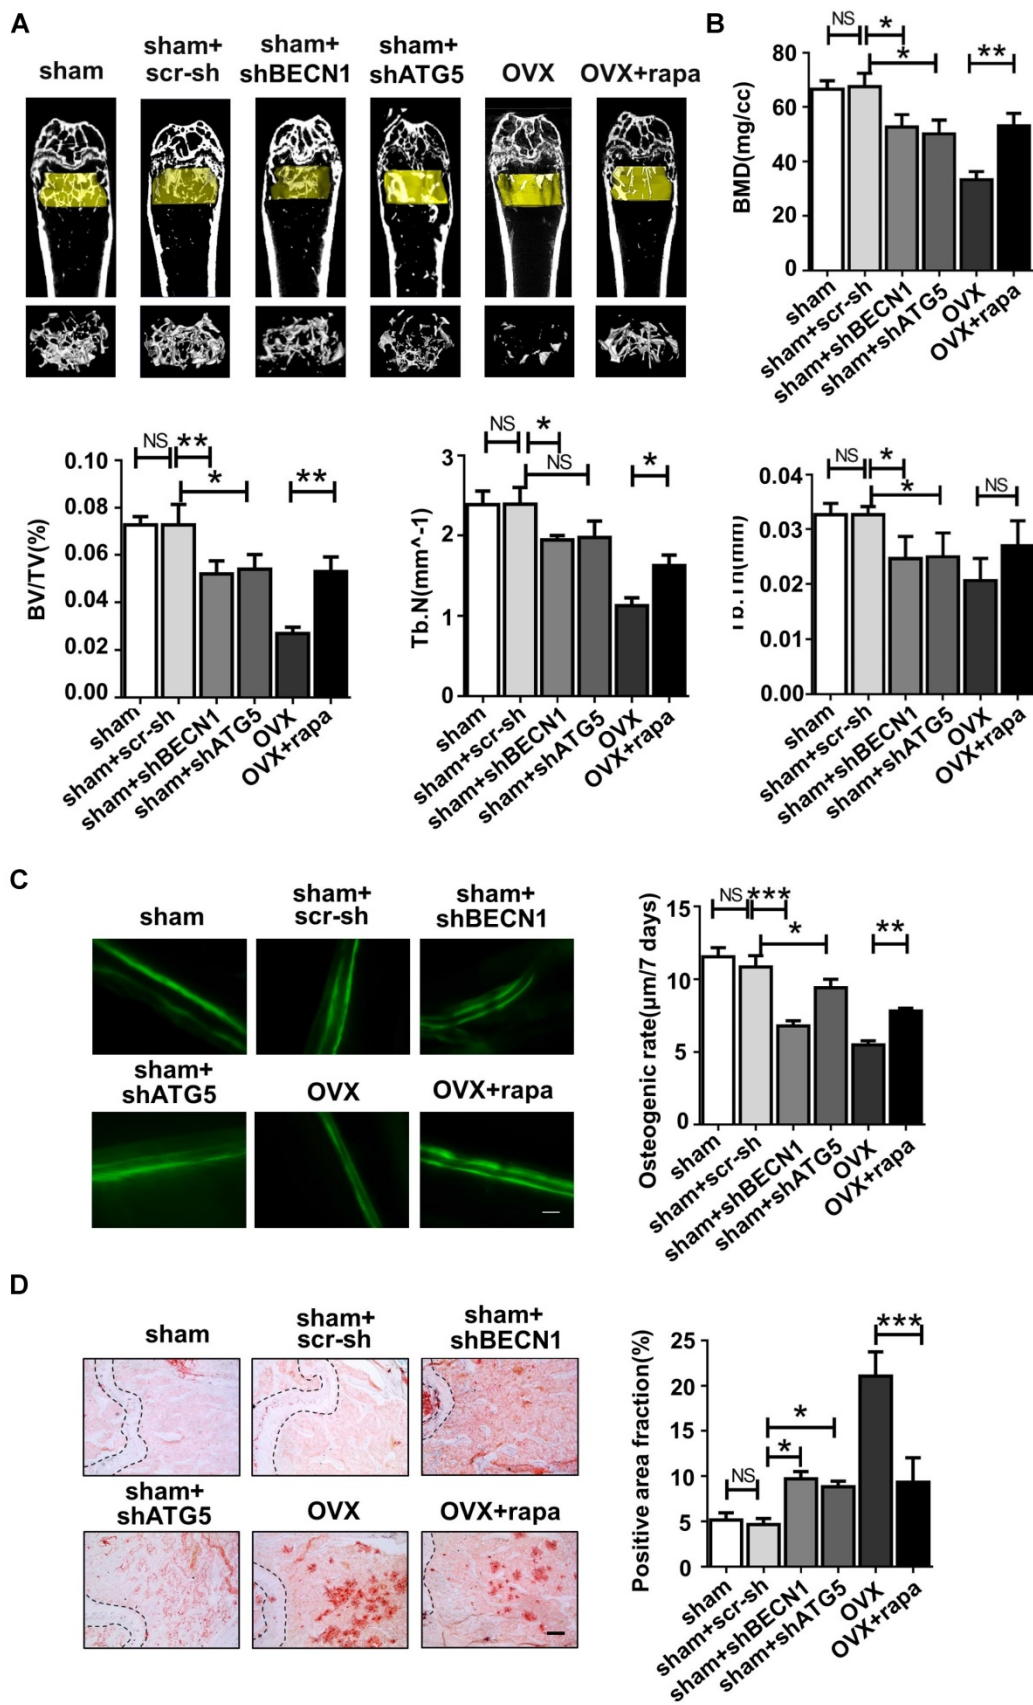 A
sham
sham+
scr-sh
sham+
shBECN1
sham+
shATG5
OVX
OVX+rapa
B
NS
*
*
**
BMD(mg/cc)
80
60
40
20
0
sham
sham+scr-sh
sham+shBECN1
sham+shATG5
OVX
OVX+rapa
NS
**
*
**
BV/TV(%)
0.10
0.08
0.06
0.04
0.02
0.00
sham
sham+scr-sh
sham+shBECN1
sham+shATG5
OVX
OVX+rapa
NS
*
NS
*
Tb.N(mm^-1)
3
2
1
0
sham
sham+scr-sh
sham+shBECN1
sham+shATG5
OVX
OVX+rapa
NS
*
*
NS
0.04
0.03
0.02
0.01
0.00
sham
sham+scr-sh
sham+shBECN1
sham+shATG5
OVX
OVX+rapa
C
sham
sham+
scr-sh
sham+
shBECN1
sham+
shATG5
OVX
OVX+rapa
NS
***
*
**
Osteogenic rate(μm/7 days)
15
10
5
0
sham
sham+scr-sh
sham+shBECN1
sham+shATG5
OVX
OVX+rapa
D
sham
sham+
scr-sh
sham+
shBECN1
sham+
shATG5
OVX
OVX+rapa
NS
*
*
***
Positive area fraction(%)
25
20
15
10
5
0
sham
sham+scr-sh
sham+shBECN1
sham+shATG5
OVX
OVX+rapa